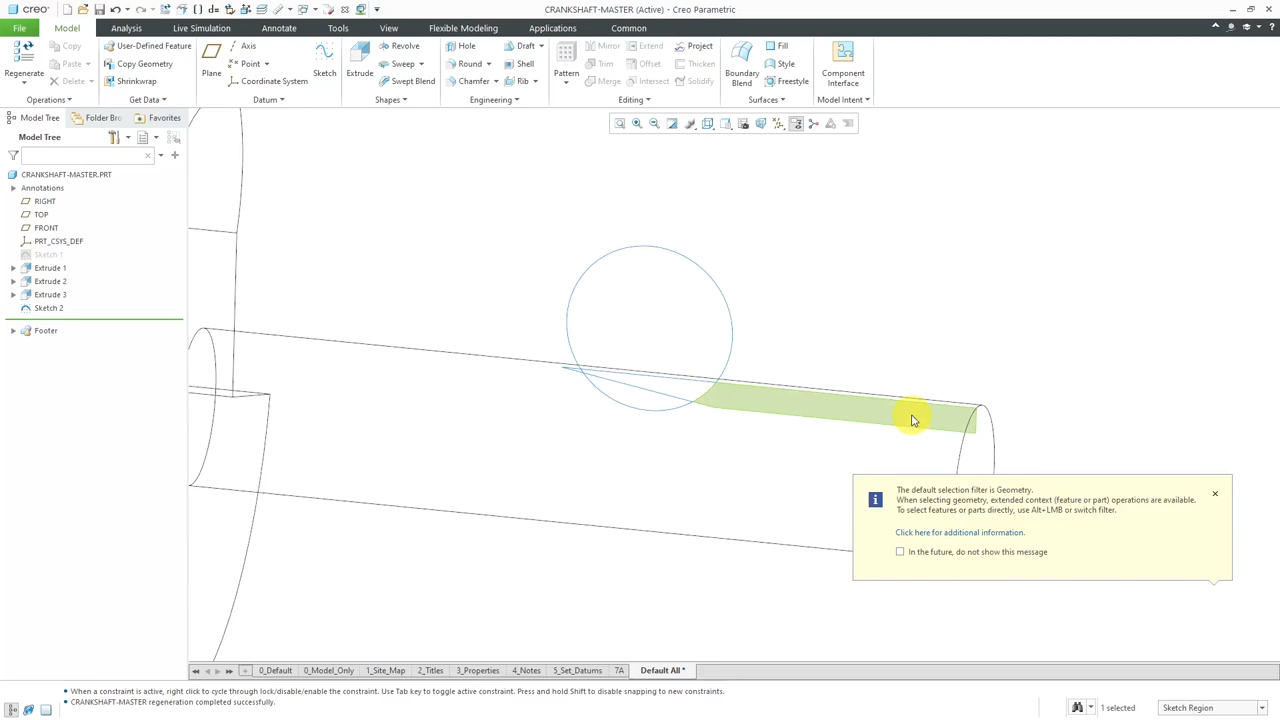 creo
CRANKSHAFT-MASTER (Active) - Creo Parametric
File Model Analysis Live Simulation Annotate Tools View Flexible Modeling Applications Common
Regenerate
Copy
Paste
Delete
Operations
User-Defined Feature
Copy Geometry
Shrinkwrap
Get Data
Plane
Axis
Point
Coordinate System
Sketch
Datum
Extrude
Revolve
Sweep
Swept Blend
Shapes
Hole
Round
Chamfer
Draft
Shell
Rib
Engineering
Pattern
Mirror
Trim
Merge
Extend
Offset
Intersect
Project
Thicken
Solidify
Editing
Boundary
Blend
Fill
Style
Freestyle
Surfaces
Component
Interface
Model Intent
Model Tree Folder Bro Favorites
Model Tree
CRANKSHAFT-MASTER.PRT
Annotations
RIGHT
TOP
FRONT
PRT_CSYS_DEF
Sketch 1
Extrude 1
Extrude 2
Extrude 3
Sketch 2
Footer
The default selection filter is Geometry.
When selecting geometry, extended context (feature or part) operations are available.
To select features or parts directly, use Alt+LMB or switch filter.
Click here for additional information.
In the future, do not show this message
0_Default 0_Model_Only 1_Site_Map 2_Titles 3_Properties 4_Notes 5_Set_Datums 7A Default All *
• When a constraint is active, right click to cycle through lock/disable/enable the constraint. Use Tab key to toggle active constraint. Press and hold Shift to disable snapping to new constraints.
• CRANKSHAFT-MASTER regeneration completed successfully.
1 selected
Sketch Region